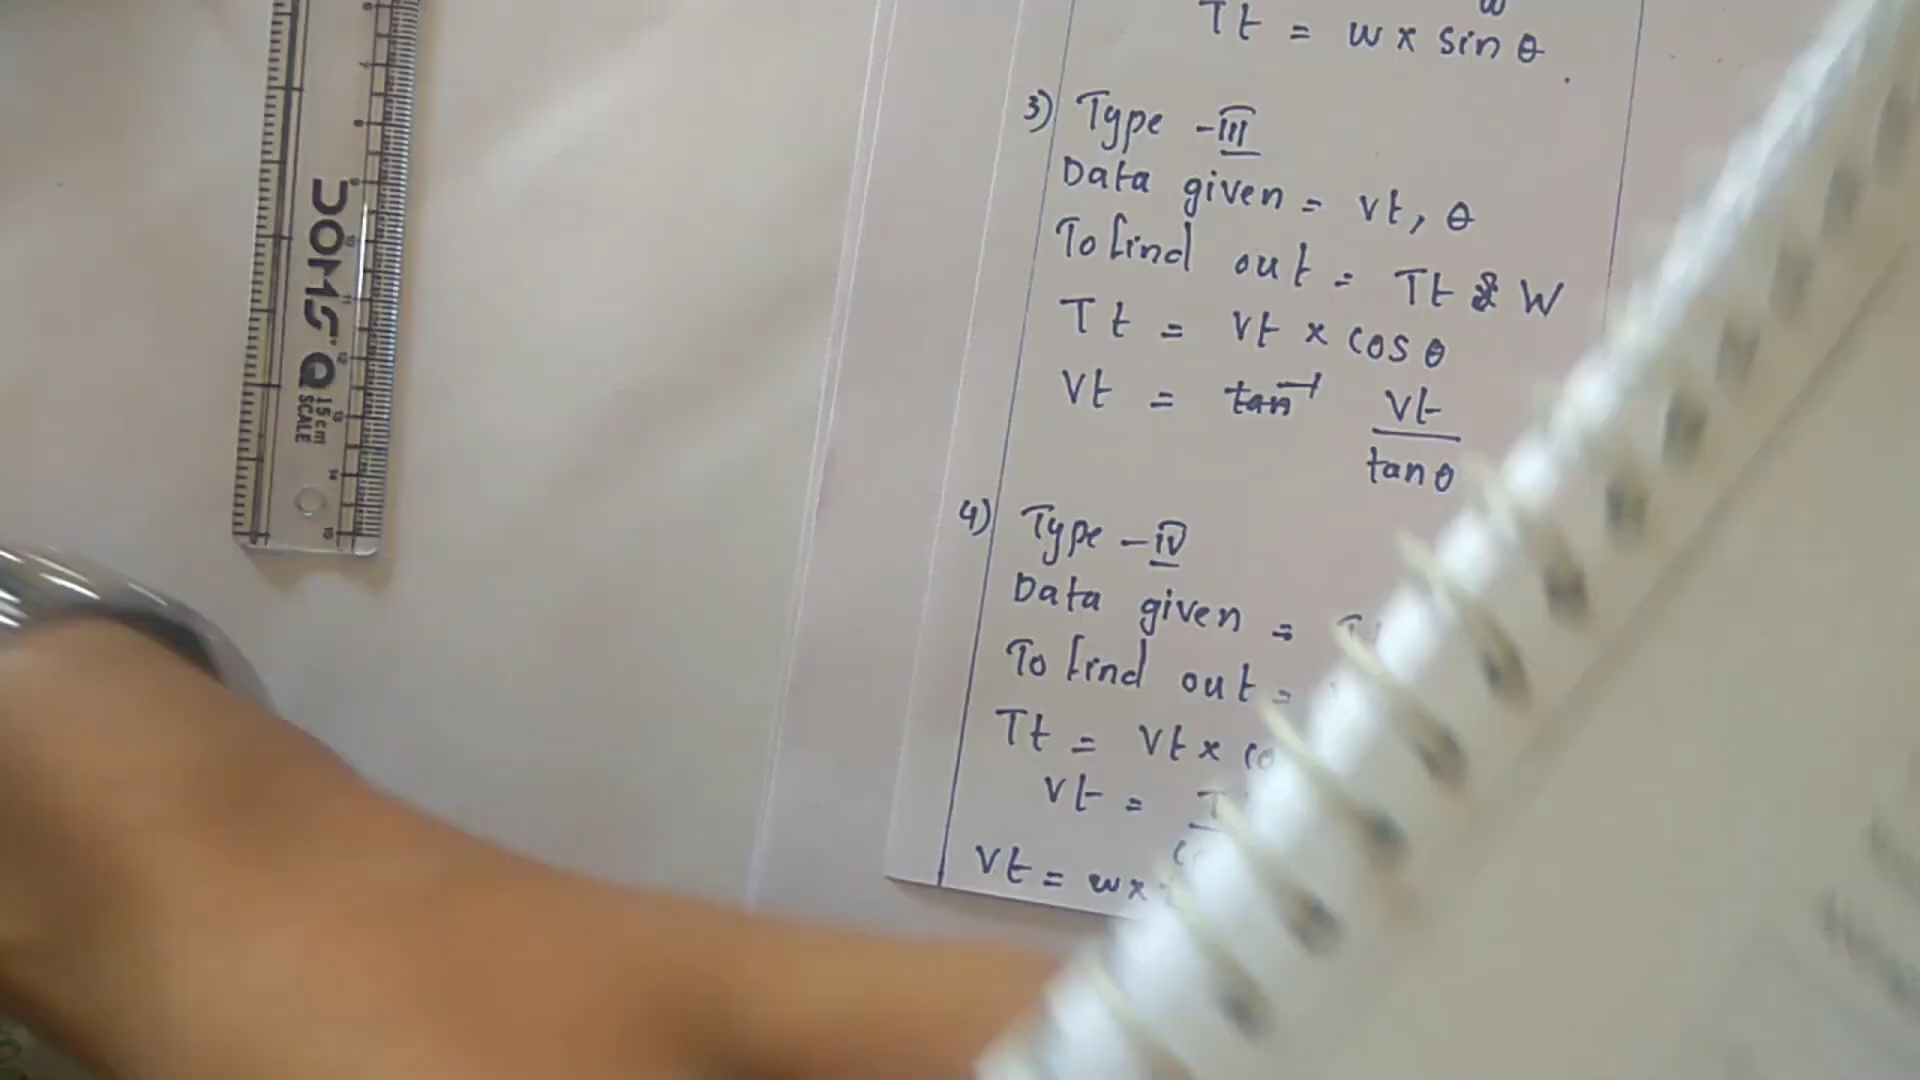 Tt = w x sin θ
3) Type - III
Data given = vt, θ
To find out = Tt & W
Tt = Vt x cos θ
Vt = tan⁻¹ Vt
tan θ
4) Type - IV
Data given =
To find out =
Tt = Vt x
Vt =
Vt = wx
DOMS Q
15cm
SCALE